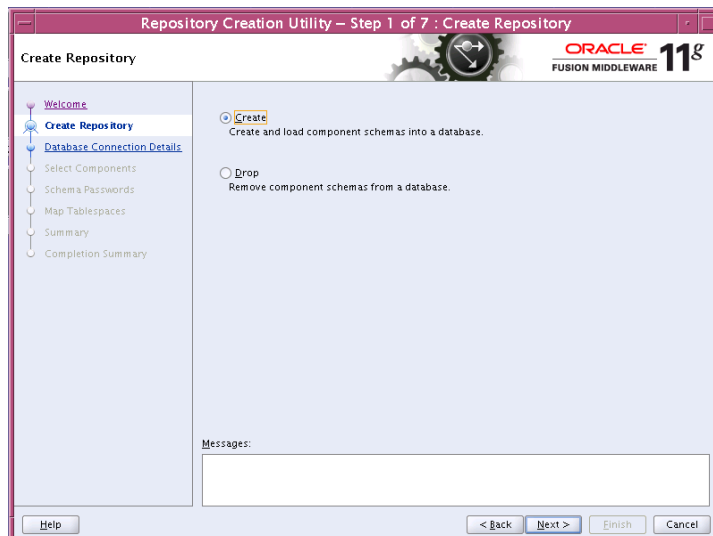 Repository Creation Utility – Step 1 of 7 : Create Repository
Create Repository
ORACLE
FUSION MIDDLEWARE
11g
Welcome
Create Repository
Database Connection Details
Select Components
Schema Passwords
Map Tablespaces
Summary
Completion Summary
Create
Create and load component schemas into a database.
Drop
Remove component schemas from a database.
Messages:
Help
< Back
Next >
Finish
Cancel